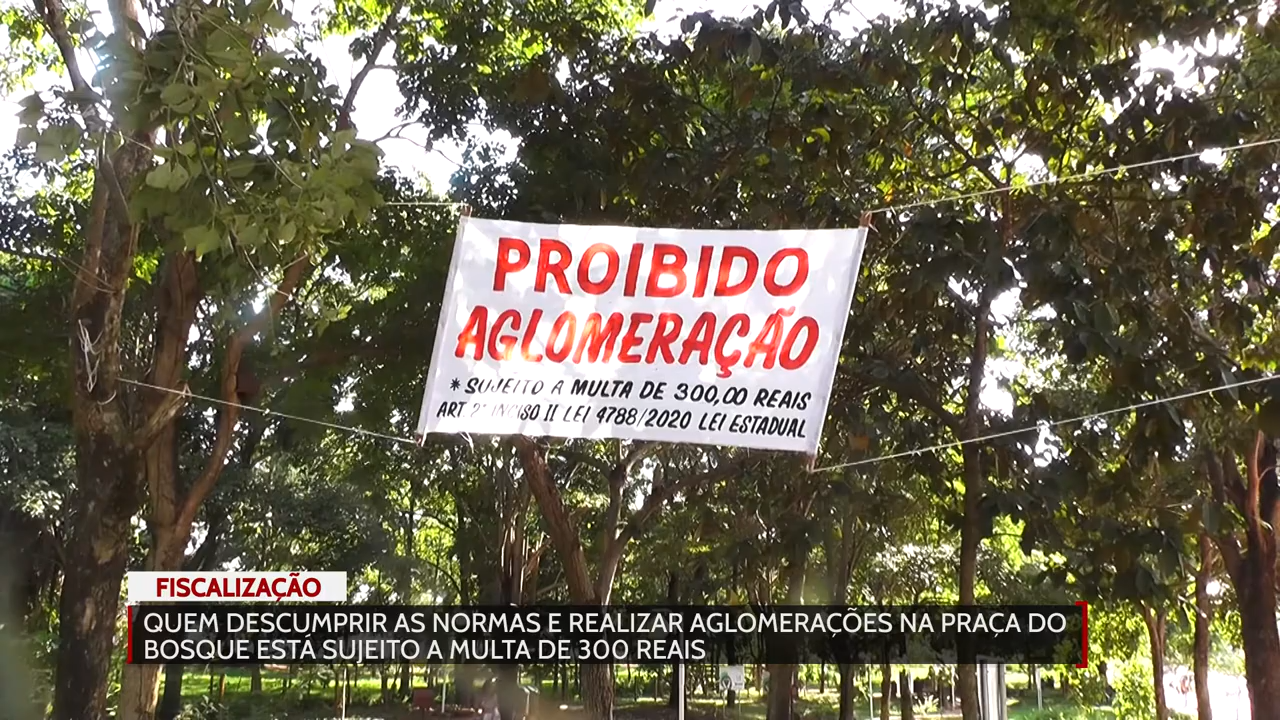 PROIBIDO
AGLOMERAÇÃO
* SUJEITO A MULTA DE 300,00 REAIS
ART. 2° INCISO II LEI 4788/2020 LEI ESTADUAL
FISCALIZAÇÃO
QUEM DESCUMPRIR AS NORMAS E REALIZAR AGLOMERAÇÕES NA PRAÇA DO
BOSQUE ESTÁ SUJEITO A MULTA DE 300 REAIS